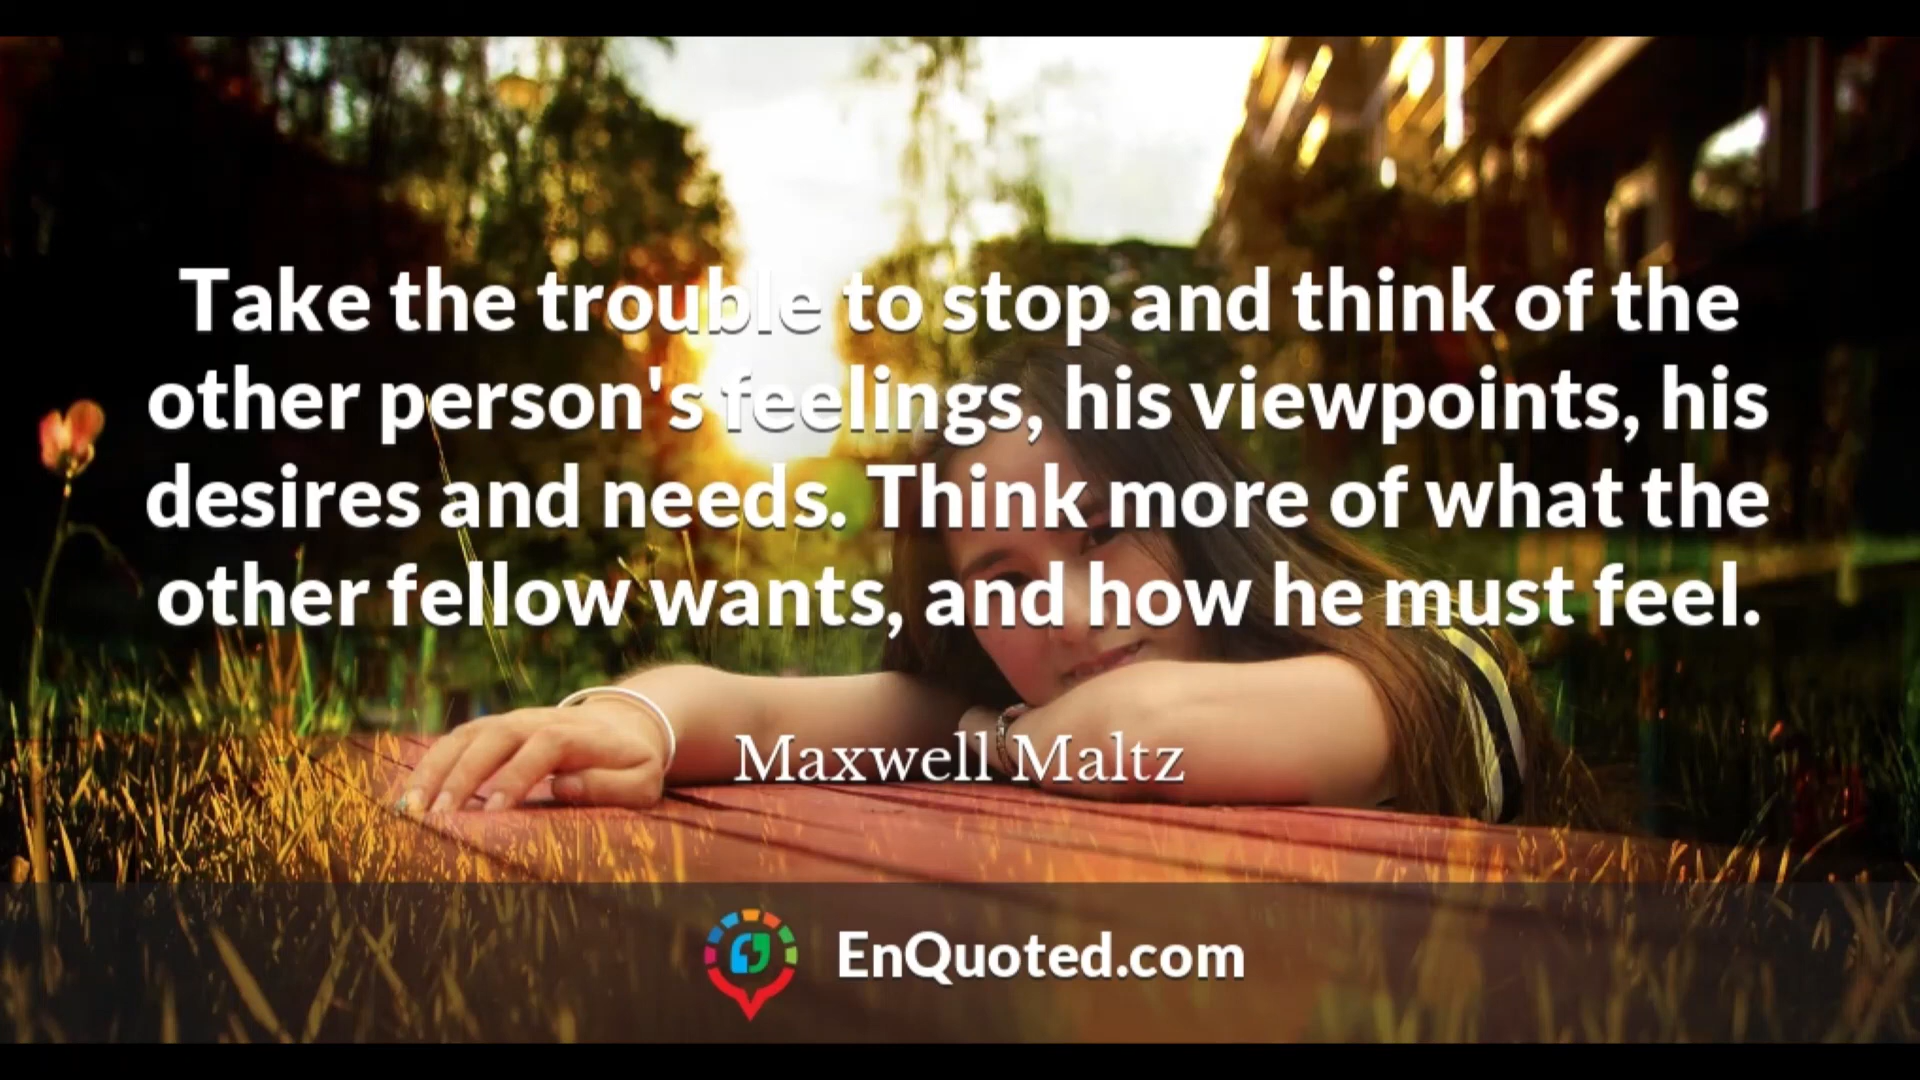 Take the trouble to stop and think of the
other person's feelings, his viewpoints, his
desires and needs. Think more of what the
other fellow wants, and how he must feel.
Maxwell Maltz
EnQuoted.com